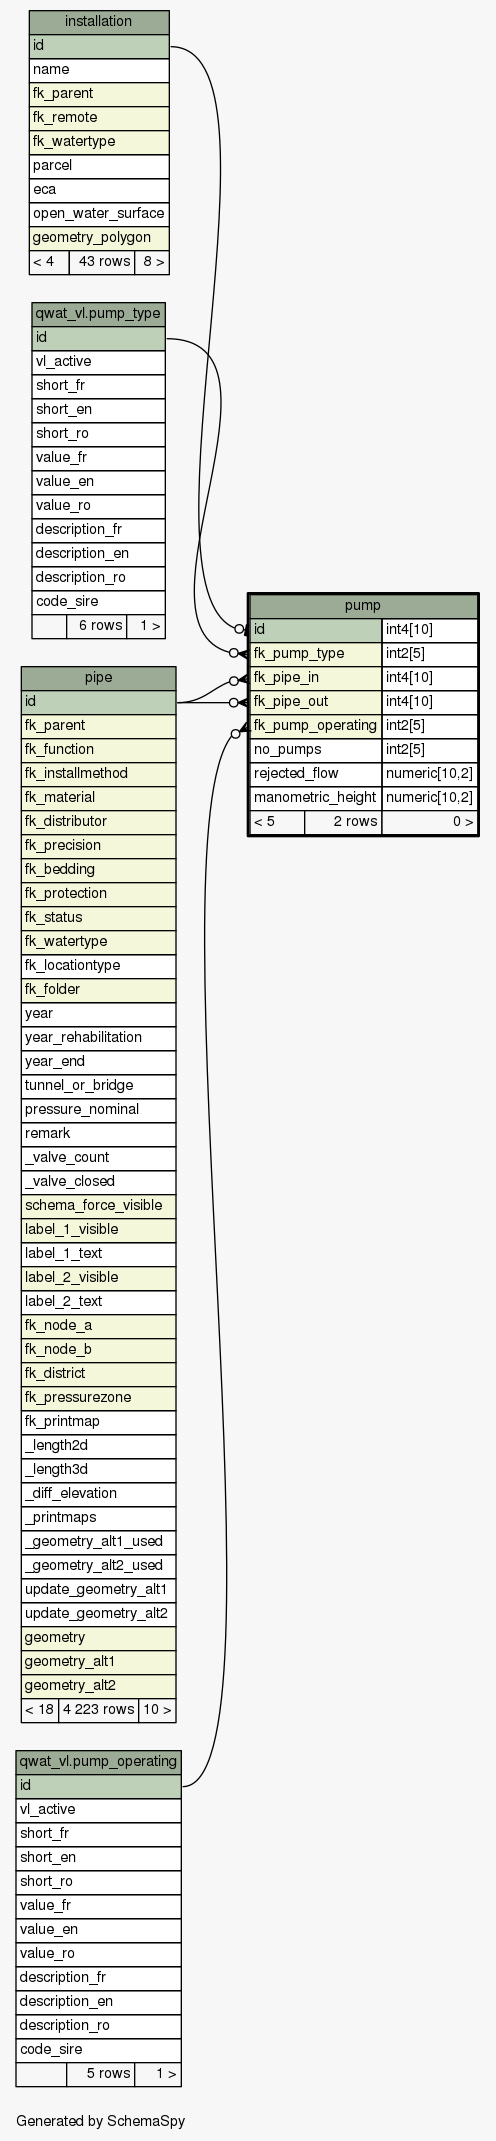 installation
id
name
fk_parent
fk_remote
fk_watertype
parcel
eca
open_water_surface
geometry_polygon
< 4 43 rows 8 >
qwat_vl.pump_type
id
vl_active
short_fr
short_en
short_ro
value_fr
value_en
value_ro
description_fr
description_en
description_ro
code_sire
6 rows 1 >
pump
id int4[10]
fk_pump_type int2[5]
fk_pipe_in int4[10]
fk_pipe_out int4[10]
fk_pump_operating int2[5]
no_pumps int2[5]
rejected_flow numeric[10,2]
manometric_height numeric[10,2]
< 5 2 rows 0 >
pipe
id
fk_parent
fk_function
fk_installmethod
fk_material
fk_distributor
fk_precision
fk_bedding
fk_protection
fk_status
fk_watertype
fk_locationtype
fk_folder
year
year_rehabilitation
year_end
tunnel_or_bridge
pressure_nominal
remark
_valve_count
_valve_closed
schema_force_visible
label_1_visible
label_1_text
label_2_visible
label_2_text
fk_node_a
fk_node_b
fk_district
fk_pressurezone
fk_printmap
_length2d
_length3d
_diff_elevation
_printmaps
_geometry_alt1_used
_geometry_alt2_used
update_geometry_alt1
update_geometry_alt2
geometry
geometry_alt1
geometry_alt2
< 18 4 223 rows 10 >
qwat_vl.pump_operating
id
vl_active
short_fr
short_en
short_ro
value_fr
value_en
value_ro
description_fr
description_en
description_ro
code_sire
5 rows 1 >
Generated by SchemaSpy